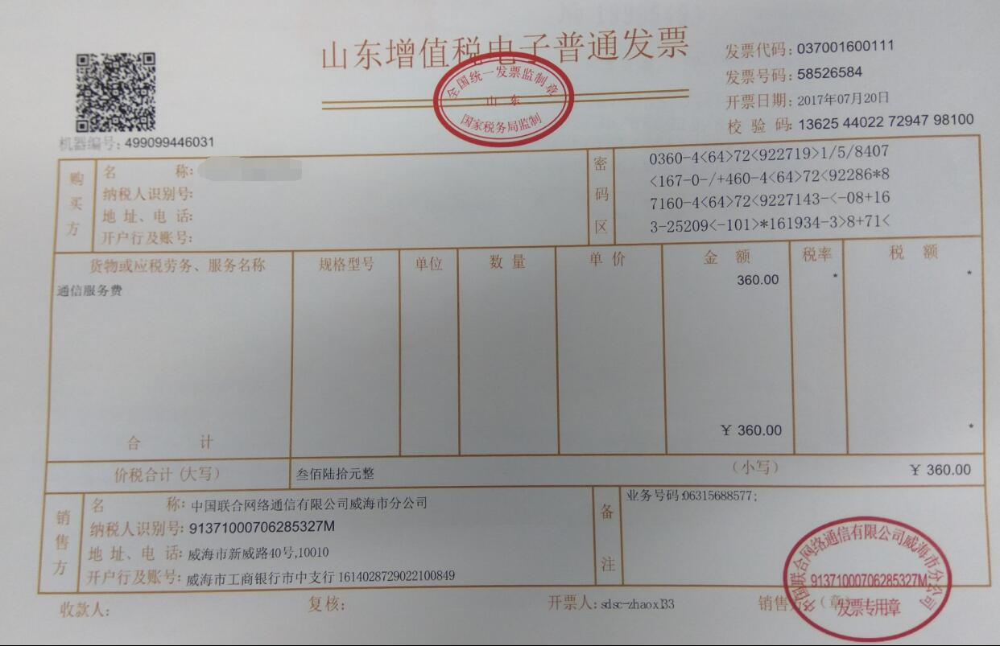 山东增值税电子普通发票
全国统一发票监制章
山东
国家税务局监制
发票代码:037001600111
发票号码:58526584
开票日期:2017年07月20日
校验码:13625 44022 72947 98100
机器编号:499099446031
购买方
名称:
纳税人识别号:
地址、电话:
开户行及账号:
密码区
0360-4<64>72<922719>1/5/8407
<167-0-/+460-4<64>72<92286*8
7160-4<64>72<9227143-<-08+16
3-25209<-101>*161934-3>8+71<
货物或应税劳务、服务名称 规格型号 单位 数量 单价 金额 税率 税额
通信服务费 360.00 * *
合计 ¥ 360.00 *
价税合计(大写) 叁佰陆拾元整 (小写) ¥ 360.00
销售方
名称:中国联合网络通信有限公司威海市分公司
纳税人识别号:91371000706285327M
地址、电话:威海市新威路40号,10010
开户行及账号:威海市工商银行市中支行 1614028729022100849
备注
业务号码:06315688577;
收款人: 复核: 开票人:sdsc-zhaoxl33 销售方:(章)
中国联合网络通信有限公司威海市分公司
91371000706285327M
发票专用章